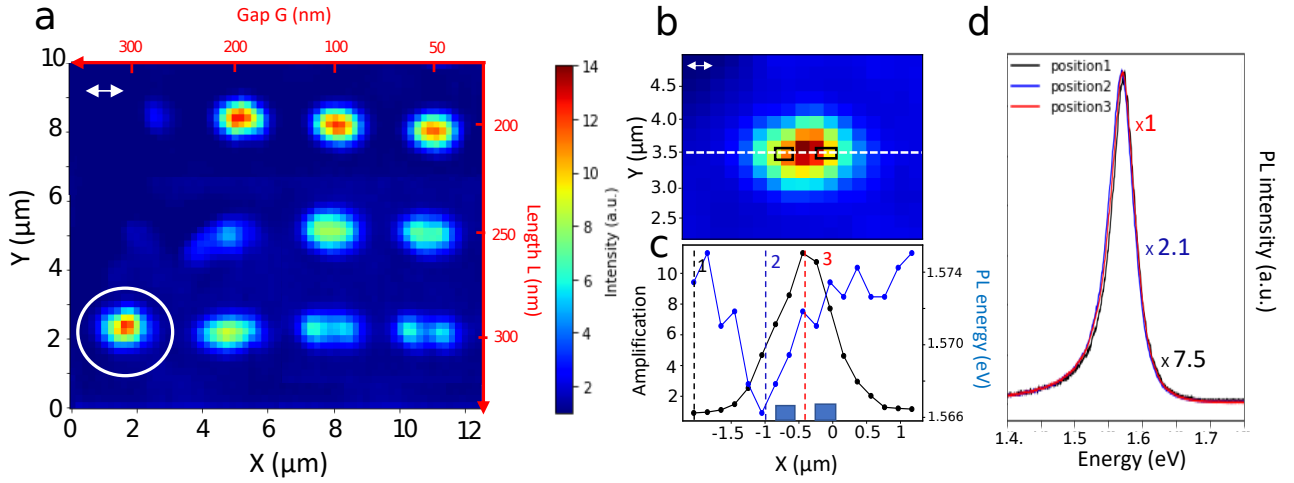 a
Gap G (nm)
300 200 100 50
10
8
6
4
2
0
Y (μm)
0 2 4 6 8 10 12
X (μm)
200
250
300
Length L (nm)
14
12
10
8
6
4
2
Intensity (a.u.)
b
4.5
4.0
3.5
3.0
2.5
Y (μm)
c
1 2 3
10
8
6
4
2
Amplification
1.574
1.570
1.566
PL energy (eV)
-1.5 -1 -0.5 0 0.5 1
X (μm)
d
position1
position2
position3
x1
x 2.1
x 7.5
PL intensity (a.u.)
1.4. 1.5 1.6 1.7
Energy (eV)